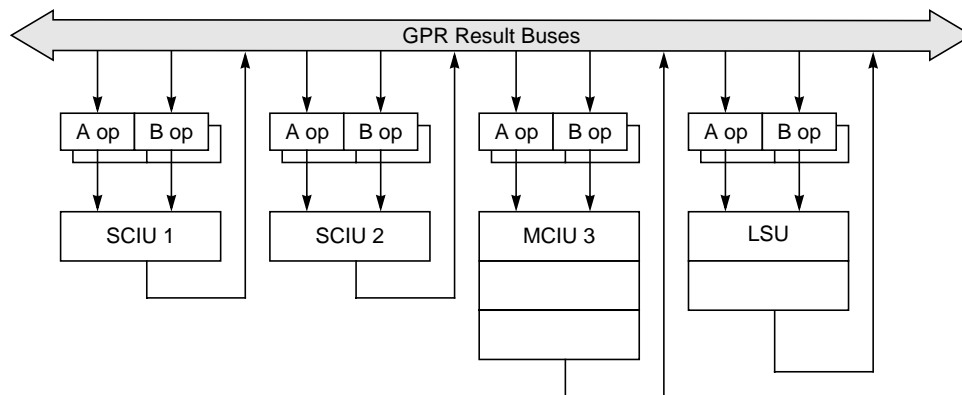 GPR Result Buses
A op B op A op B op A op B op A op B op
SCIU 1 SCIU 2 MCIU 3 LSU